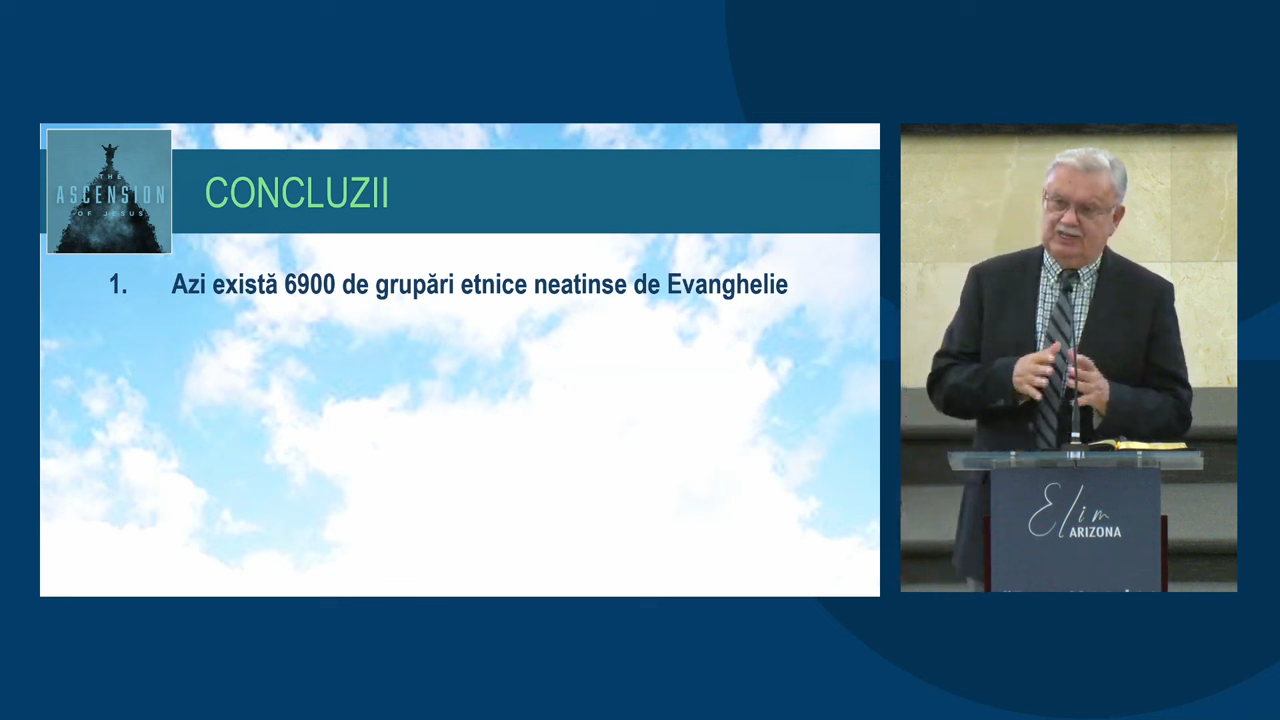 THE
ASCENSION
OF JESUS
CONCLUZII
1. Azi există 6900 de grupări etnice neatinse de Evanghelie
Elim
ARIZONA